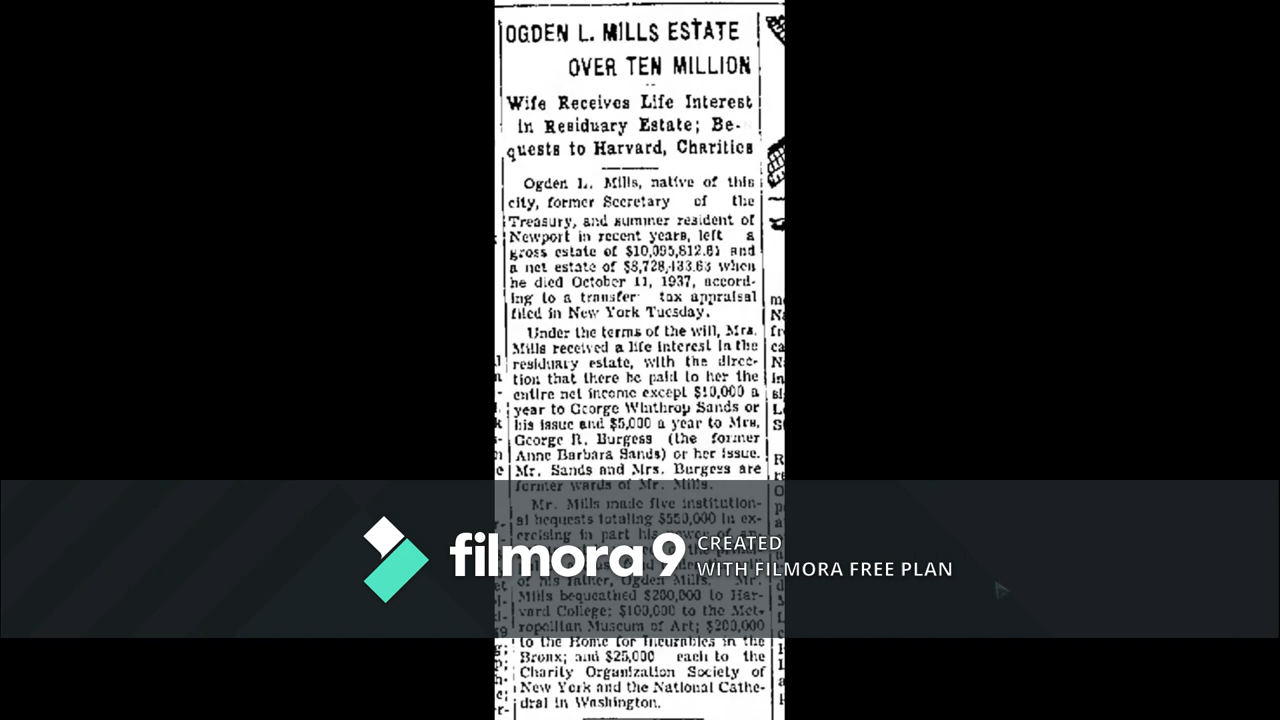 OGDEN L. MILLS ESTATE
OVER TEN MILLION
Wife Receives Life Interest
in Residuary Estate; Be-
quests to Harvard, Charities
Ogden L. Mills, native of this
city, former Secretary of the
Treasury, and summer resident of
Newport in recent years, left a
gross estate of $10,095,812.61 and
a net estate of $8,728,433.63 when
he died October 11, 1937, accord-
ing to a transfer tax appraisal
filed in New York Tuesday.
Under the terms of the will, Mrs.
Mills received a life interest in the
residuary estate, with the direc-
tion that there be paid to her the
entire net income except $10,000 a
year to George Winthrop Sands or
his issue and $5,000 a year to Mrs.
George R. Burgess (the former
Anne Barbara Sands) or her issue.
Mr. Sands and Mrs. Burgess are
former wards of Mr. Mills.
Mr. Mills made five institution-
al bequests totaling $550,000 in ex-
ercising in part his power of
filmora9
CREATED
WITH FILMORA FREE PLAN
of his father, Ogden Mills. Mr.
Mills bequeathed $200,000 to Har-
vard College; $100,000 to the Met-
ropolitan Museum of Art; $200,000
to the Home for Incurables in the
Bronx; and $25,000 each to the
Charity Organization Society of
New York and the National Cathe-
dral in Washington.